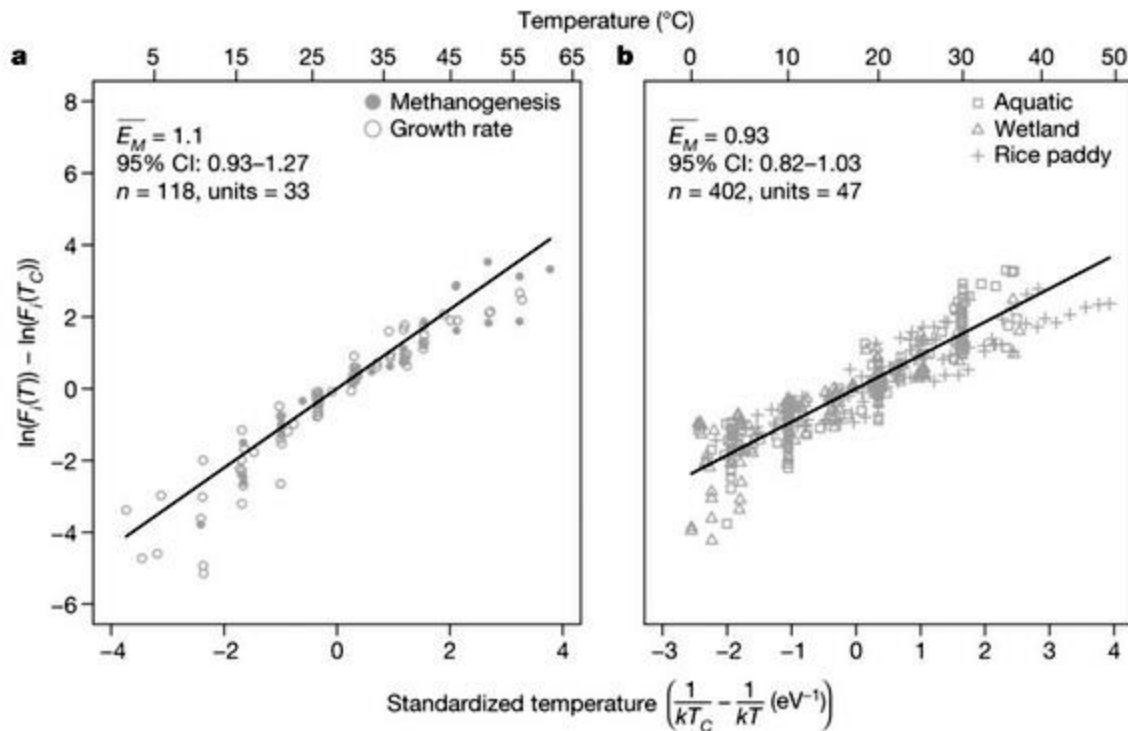 Temperature (°C)
a
5 15 25 35 45 55 65
Methanogenesis
Growth rate
E_M = 1.1
95% CI: 0.93–1.27
n = 118, units = 33
8
6
4
2
0
−2
−4
−6
ln(F_i(T)) − ln(F_i(T_C))
−4 −2 0 2 4
b
0 10 20 30 40 50
Aquatic
Wetland
Rice paddy
E_M = 0.93
95% CI: 0.82–1.03
n = 402, units = 47
−3 −2 −1 0 1 2 3 4
Standardized temperature (1/kT_C − 1/kT (eV⁻¹))